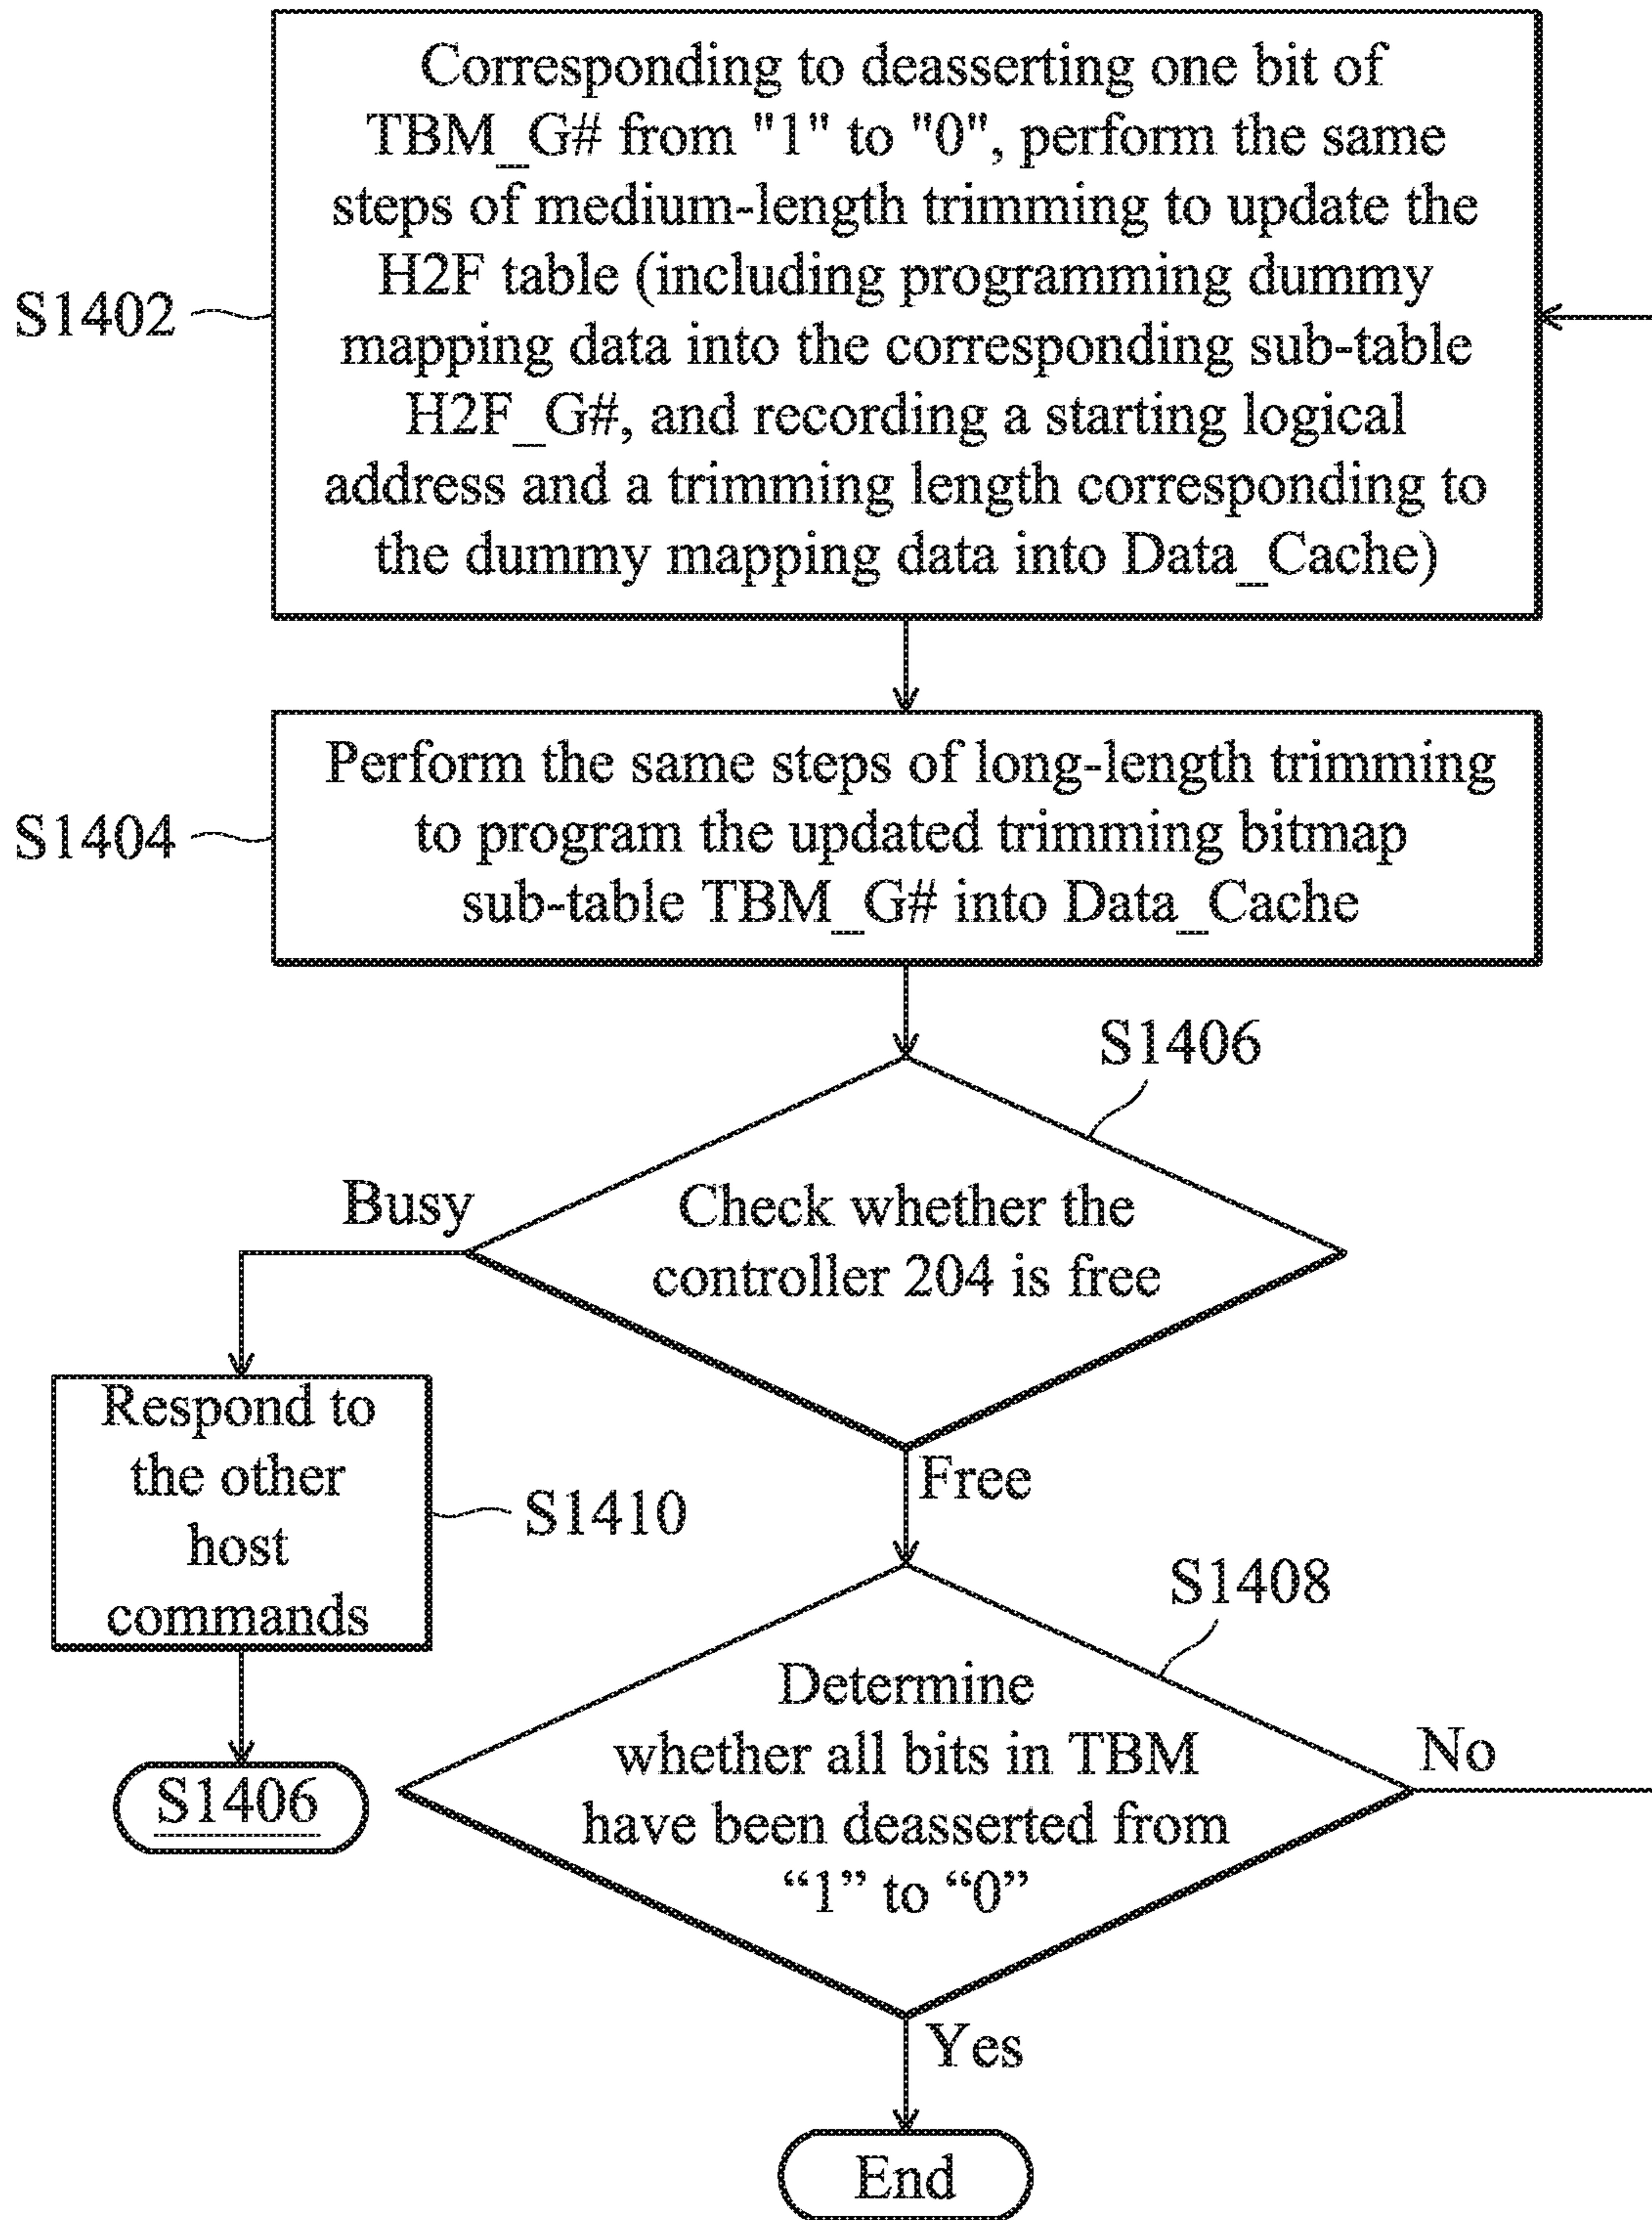 Corresponding to deasserting one bit of
TBM_G# from "1" to "0", perform the same
steps of medium-length trimming to update the
H2F table (including programming dummy
S1402
mapping data into the corresponding sub-table
H2F_G#, and recording a starting logical
address and a trimming length corresponding to
the dummy mapping data into Data_Cache)
Perform the same steps of long-length trimming
S1404
to program the updated trimming bitmap
sub-table TBM_G# into Data_Cache
S1406
Busy
Check whether the
controller 204 is free
Free
Respond to
the other
host
commands
S1410
S1408
Determine
whether all bits in TBM
have been deasserted from
“1” to “0”
No
S1406
Yes
End